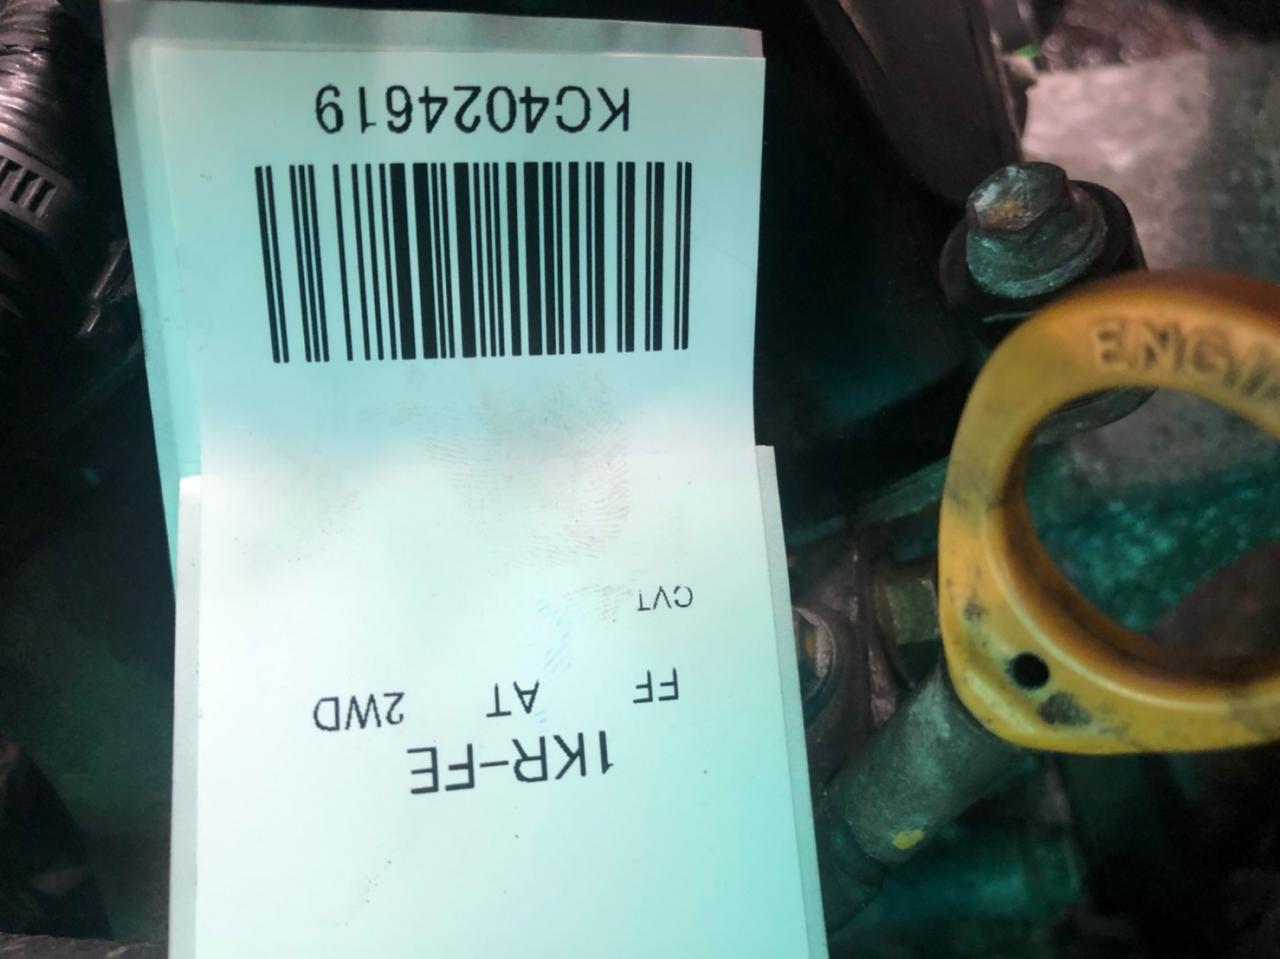 1KR-FE
FF AT 2WD
CVT
KC4024619